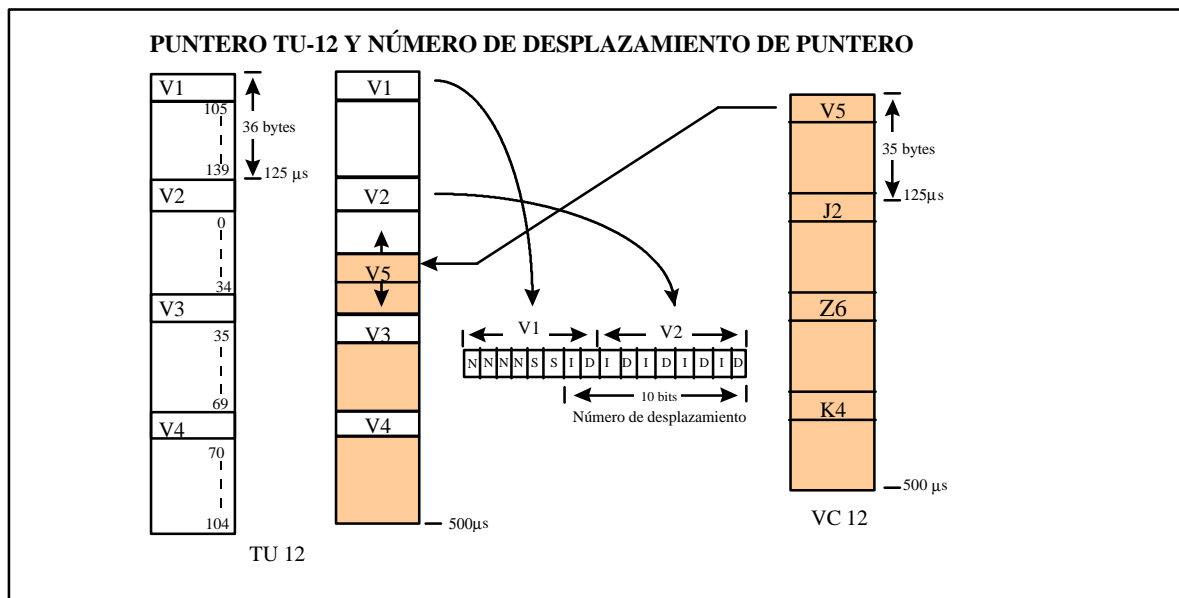 PUNTERO TU-12 Y NÚMERO DE DESPLAZAMIENTO DE PUNTERO
V1
105
139
36 bytes
125 µs
V2
0
34
V3
35
69
V4
70
104
TU 12
V1
V2
V5
V3
V4
500µs
V1 V2
N N N N S S I D I D I D I D I D
10 bits
Número de desplazamiento
V5
35 bytes
125µs
J2
Z6
K4
500 µs
VC 12